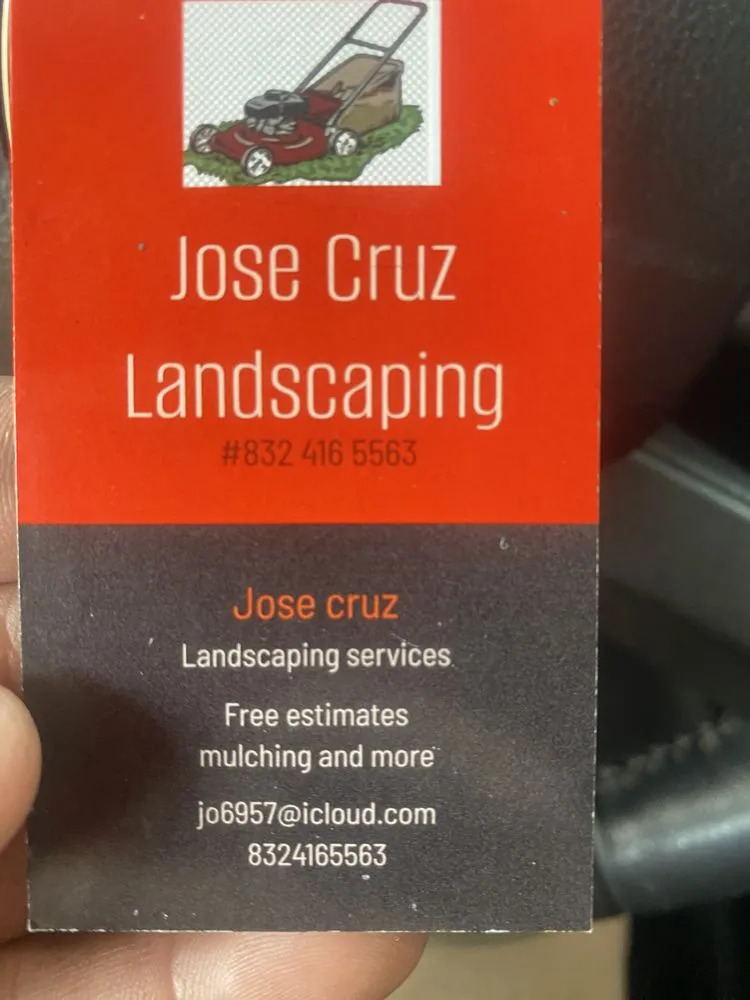 Jose Cruz
Landscaping
#832 416 5563
Jose cruz
Landscaping services
Free estimates
mulching and more
jo6957@icloud.com
8324165563